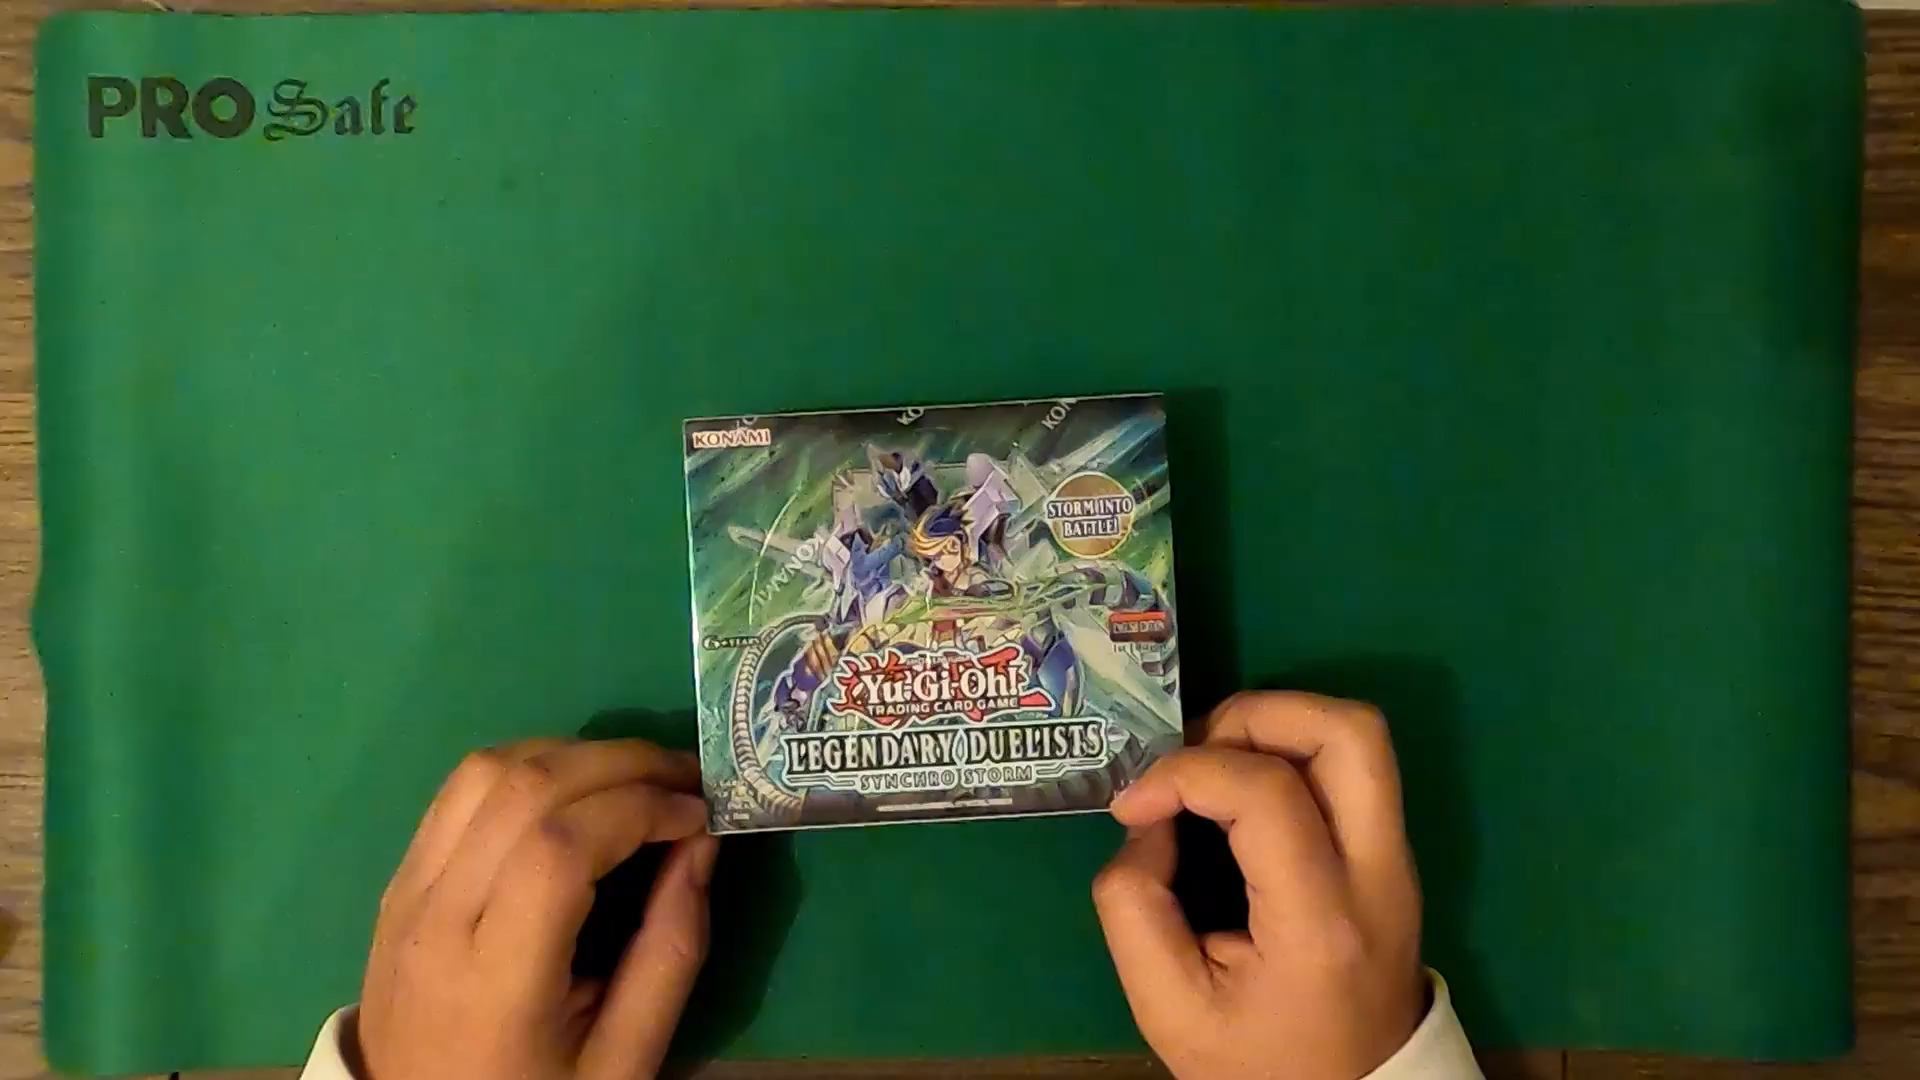 PRO Safe
KONAMI
KONAMI
STORM INTO
BATTLE!
Yu-Gi-Oh!
TRADING CARD GAME
LEGENDARY DUELISTS
SYNCHRO STORM